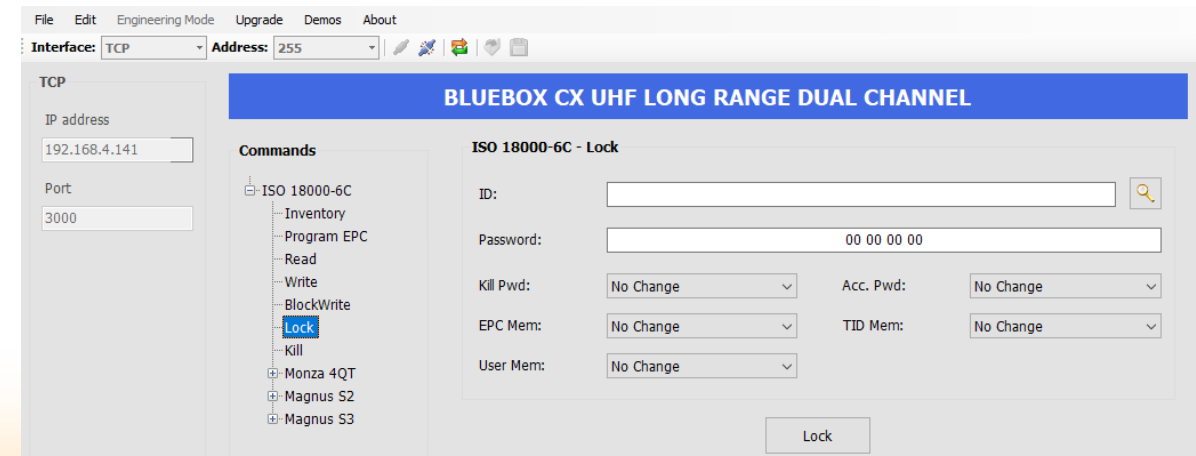 File Edit Engineering Mode Upgrade Demos About
Interface: TCP Address: 255
TCP
IP address
192.168.4.141
Port
3000
BLUEBOX CX UHF LONG RANGE DUAL CHANNEL
Commands
ISO 18000-6C
Inventory
Program EPC
Read
Write
BlockWrite
Lock
Kill
Monza 4QT
Magnus S2
Magnus S3
ISO 18000-6C - Lock
ID:
Password: 00 00 00 00
Kill Pwd: No Change Acc. Pwd: No Change
EPC Mem: No Change TID Mem: No Change
User Mem: No Change
Lock